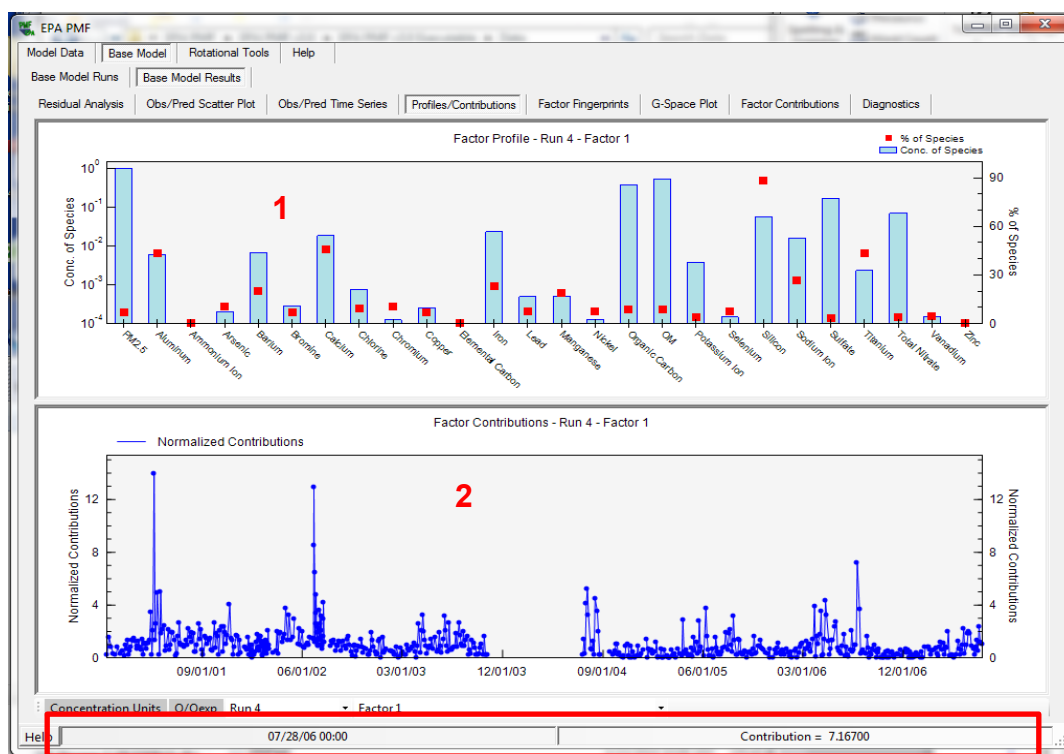 EPA PMF
Model Data Base Model Rotational Tools Help
Base Model Runs Base Model Results
Residual Analysis Obs/Pred Scatter Plot Obs/Pred Time Series Profiles/Contributions Factor Fingerprints G-Space Plot Factor Contributions Diagnostics
Factor Profile - Run 4 - Factor 1
% of Species
Conc. of Species
Conc. of Species
10^0
10^-1
10^-2
10^-3
10^-4
1
90
60
30
0
% of Species
PM2.5 Aluminum Ammonium Ion Arsenic Barium Bromine Calcium Chlorine Chromium Copper Elemental Carbon Iron Lead Manganese Nickel Organic Carbon OM Potassium Ion Selenium Silicon Sodium Ion Sulfate Titanium Total Nitrate Vanadium Zinc
Factor Contributions - Run 4 - Factor 1
Normalized Contributions
Normalized Contributions
12
8
4
0
2
12
8
4
0
Normalized Contributions
09/01/01 06/01/02 03/01/03 12/01/03 09/01/04 06/01/05 03/01/06 12/01/06
Concentration Units Q/Qexp Run 4 Factor 1
Help 07/28/06 00:00 Contribution = 7.16700